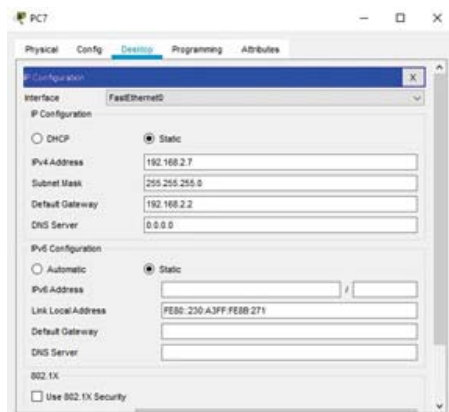 PC7
Physical Config Desktop Programming Attributes
IP Configuration X
Interface FastEthernet0
IP Configuration
DHCP Static
IPv4 Address 192.168.2.7
Subnet Mask 255.255.255.0
Default Gateway 192.168.2.2
DNS Server 0.0.0.0
IPv6 Configuration
Automatic Static
IPv6 Address /
Link Local Address FE80::230:A3FF:FE8B:271
Default Gateway
DNS Server
802.1X
Use 802.1X Security